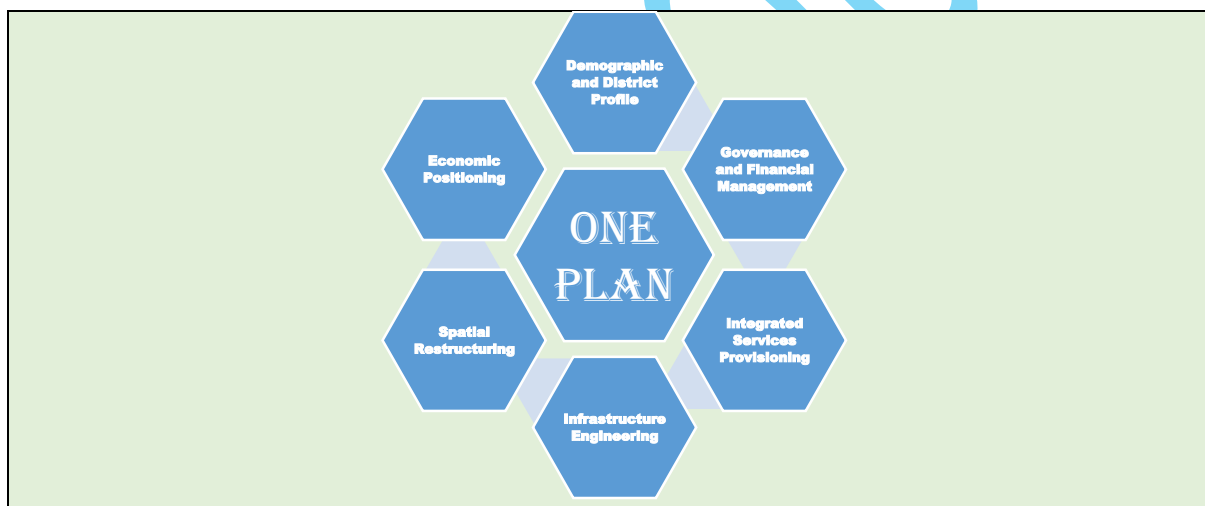 Demographic
and District
Profile
Economic
Positioning
Governance
and Financial
Management
ONE
PLAN
Spatial
Restructuring
Integrated
Services
Provisioning
Infrastructure
Engineering